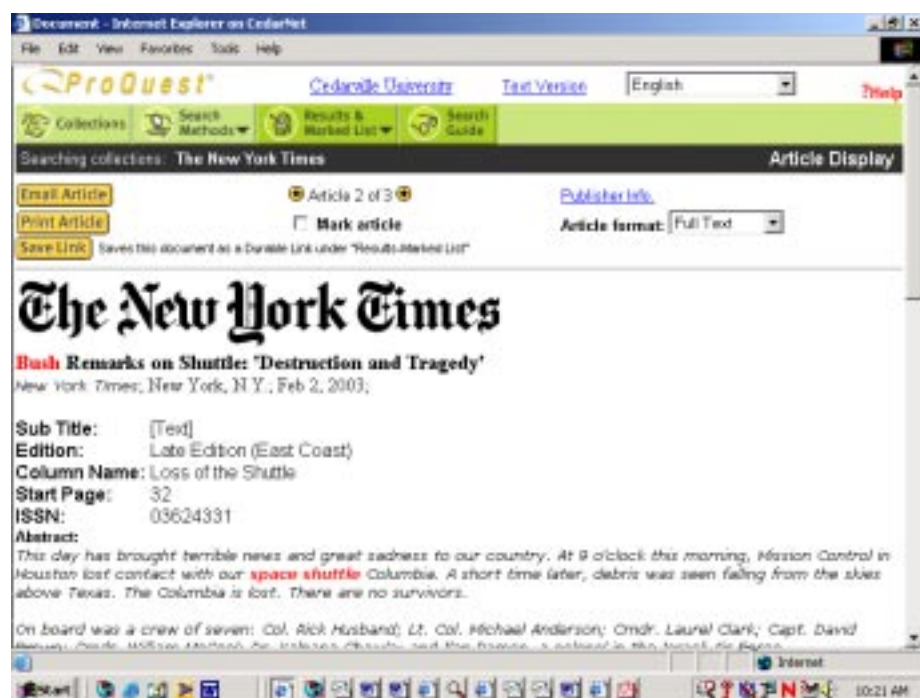 Document - Internet Explorer on CedarNet
File Edit View Favorites Tools Help
ProQuest Cedarville University Text Version English ?Help
Collections Search Methods Results & Marked List Search Guide
Searching collections: The New York Times Article Display
Email Article Article 2 of 3 Publisher Info.
Print Article Mark article Article format: Full Text
Save Link Saves this document as a Durable Link under "Results-Marked List"
The New York Times
Bush Remarks on Shuttle: 'Destruction and Tragedy'
New York Times; New York, N.Y.; Feb 2, 2003;
Sub Title: [Text]
Edition: Late Edition (East Coast)
Column Name: Loss of the Shuttle
Start Page: 32
ISSN: 03624331
Abstract:
This day has brought terrible news and great sadness to our country. At 9 o'clock this morning, Mission Control in
Houston lost contact with our space shuttle Columbia. A short time later, debris was seen falling from the skies
above Texas. The Columbia is lost. There are no survivors.
On board was a crew of seven: Col. Rick Husband; Lt. Col. Michael Anderson; Cmdr. Laurel Clark; Capt. David
Internet
Start 10:21 AM